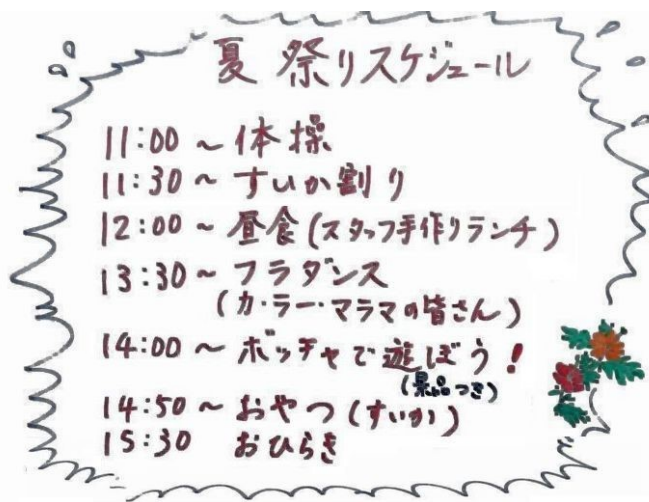 夏祭りスケジュール
11:00 ~ 体操
11:30 ~ すいか割り
12:00 ~ 昼食(スタッフ手作りランチ)
13:30 ~ フラダンス
(カ・ラー・マラマの皆さん)
14:00 ~ ボッチャで遊ぼう!
(景品つき)
14:50 ~ おやつ(すいか)
15:30 おひらき